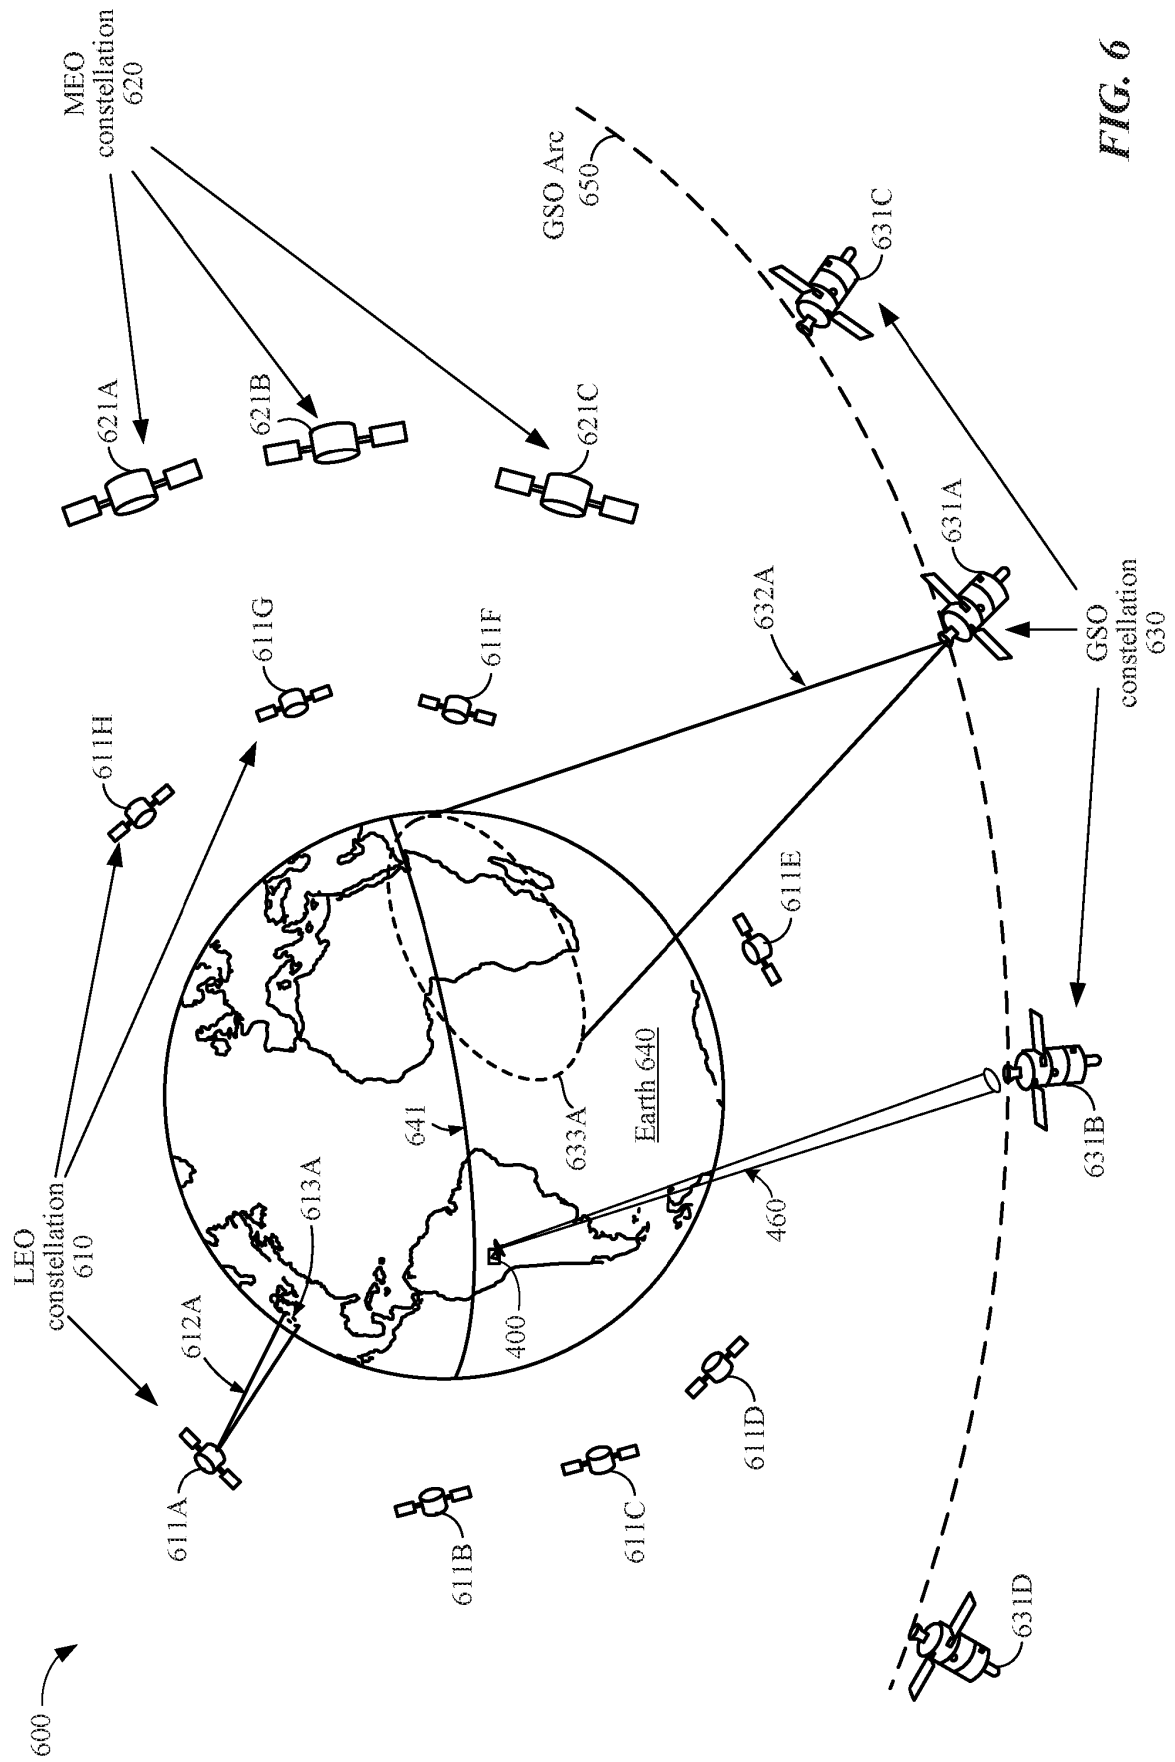 600
LEO
constellation
610
MEO
constellation
620
611A
612A
613A
611H
611G
611F
621A
621B
621C
611B
611C
611D
611E
641
400
633A
Earth 640
460
632A
GSO Arc
650
631D
631B
631A
631C
GSO
constellation
630
FIG. 6